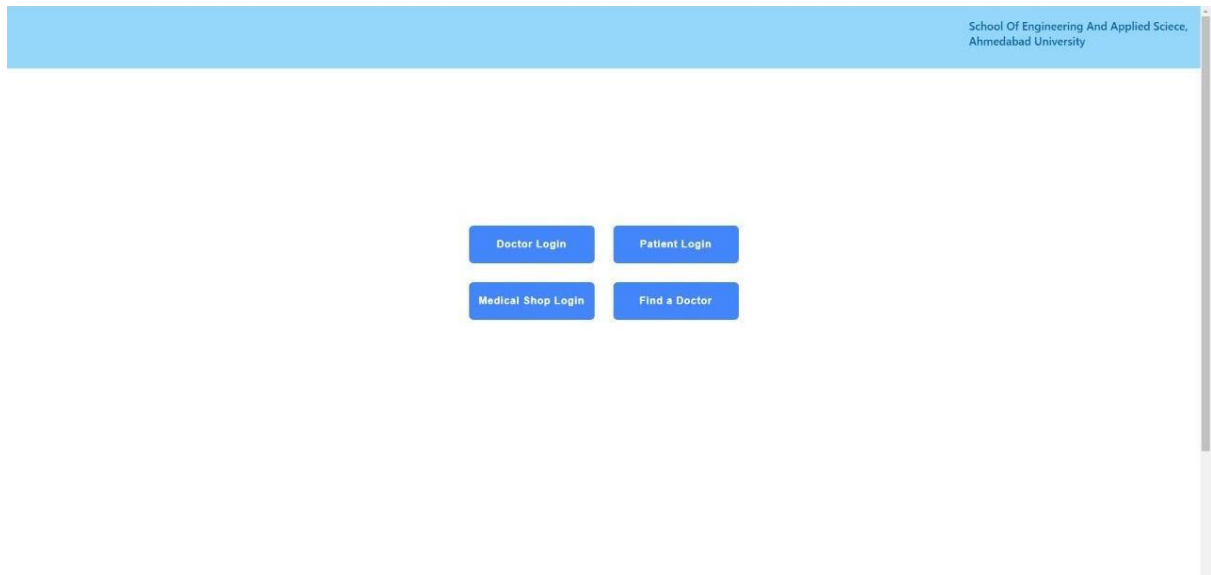 School Of Engineering And Applied Sciece,
Ahmedabad University
Doctor Login
Patient Login
Medical Shop Login
Find a Doctor